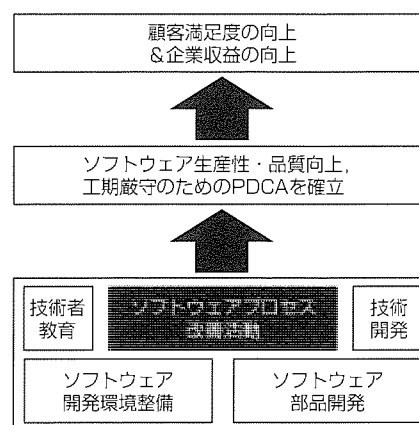 顧客満足度の向上
&企業収益の向上
ソフトウェア生産性・品質向上,
工期厳守のためのPDCAを確立
技術者
教育
ソフトウェアプロセス
改善活動
技術
開発
ソフトウェア
開発環境整備
ソフトウェア
部品開発